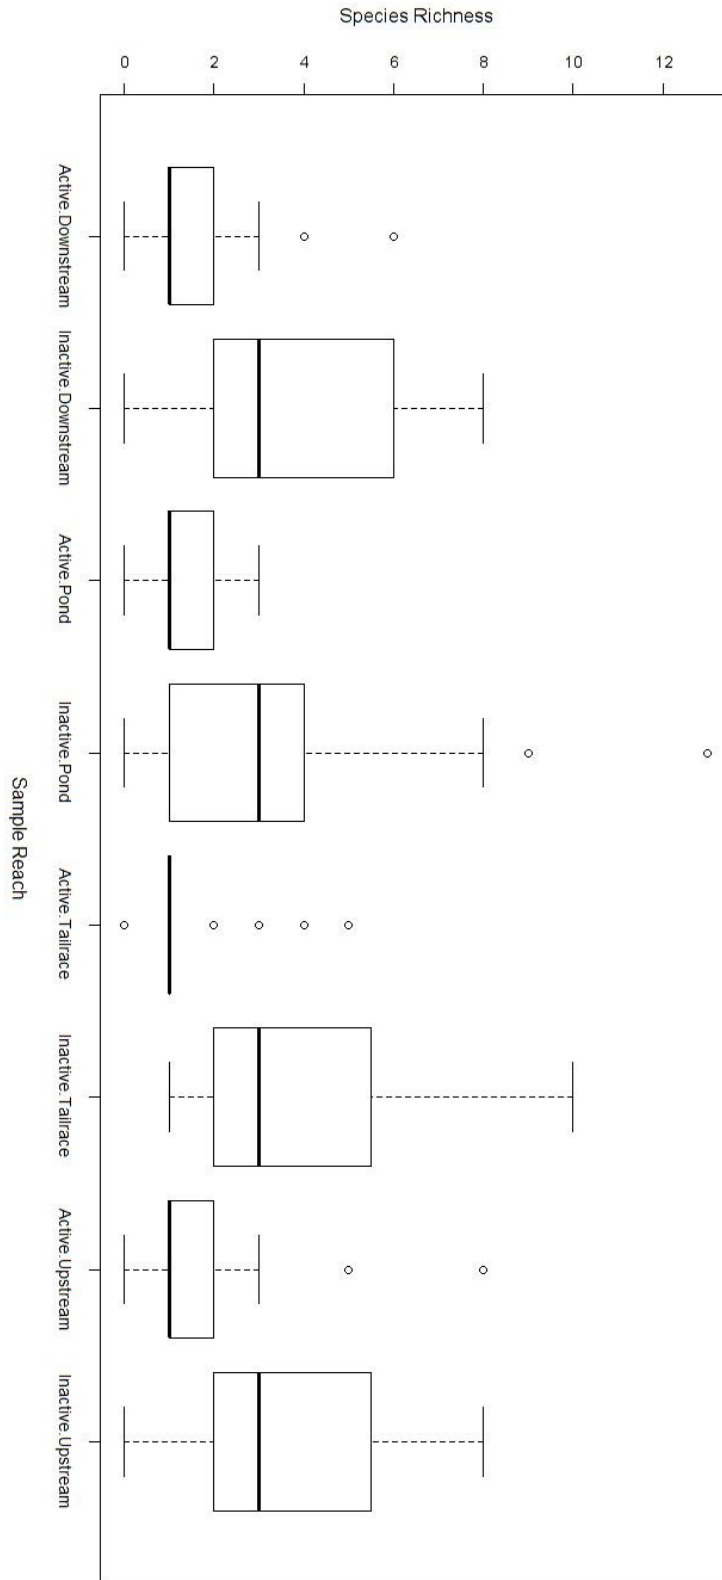 Species Richness
0 2 4 6 8 10 12
Active.Downstream
Inactive.Downstream
Active.Pond
Inactive.Pond
Active.Tailrace
Inactive.Tailrace
Active.Upstream
Inactive.Upstream
Sample Reach